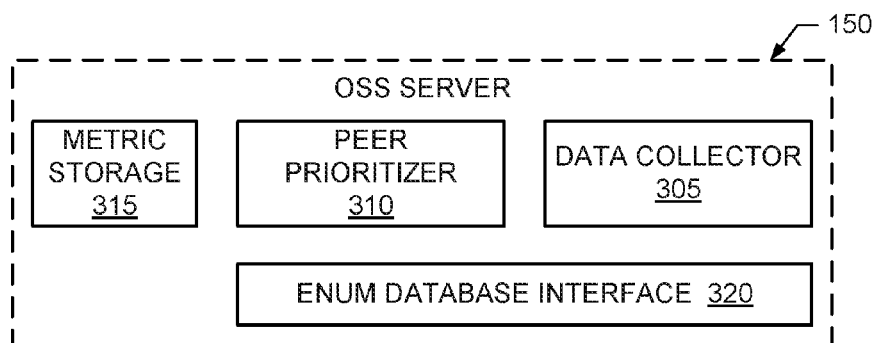 150
OSS SERVER
METRIC
STORAGE
315
PEER
PRIORITIZER
310
DATA COLLECTOR
305
ENUM DATABASE INTERFACE 320